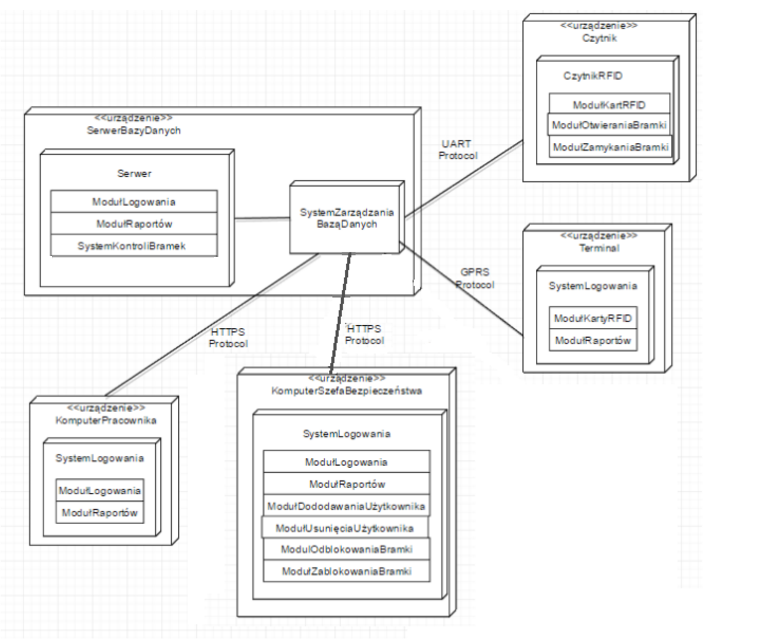 <<urządzenie>>
Czytnik
CzytnikRFID
ModułKartRFID
ModułOtwieraniaBramki
ModułZamykaniaBramki
<<urządzenie>>
SerwerBazyDanych
Serwer
ModułLogowania
ModułRaportów
SystemKontroliBramek
SystemZarządzania
BaząDanych
UART
Protocol
<<urządzenie>>
Terminal
SystemLogowania
ModułKartyRFID
ModułRaportów
GPRS
Protocol
HTTPS
Protocol
HTTPS
Protocol
<<urządzenie>>
KomputerPracownika
SystemLogowania
ModułLogowania
ModułRaportów
<<urządzenie>>
KomputerSzefaBezpieczeństwa
SystemLogowania
ModułLogowania
ModułRaportów
ModułDododawaniaUżytkownika
ModułUsunięciaUżytkownika
ModulOdblokowaniaBramki
ModułZablokowaniaBramki